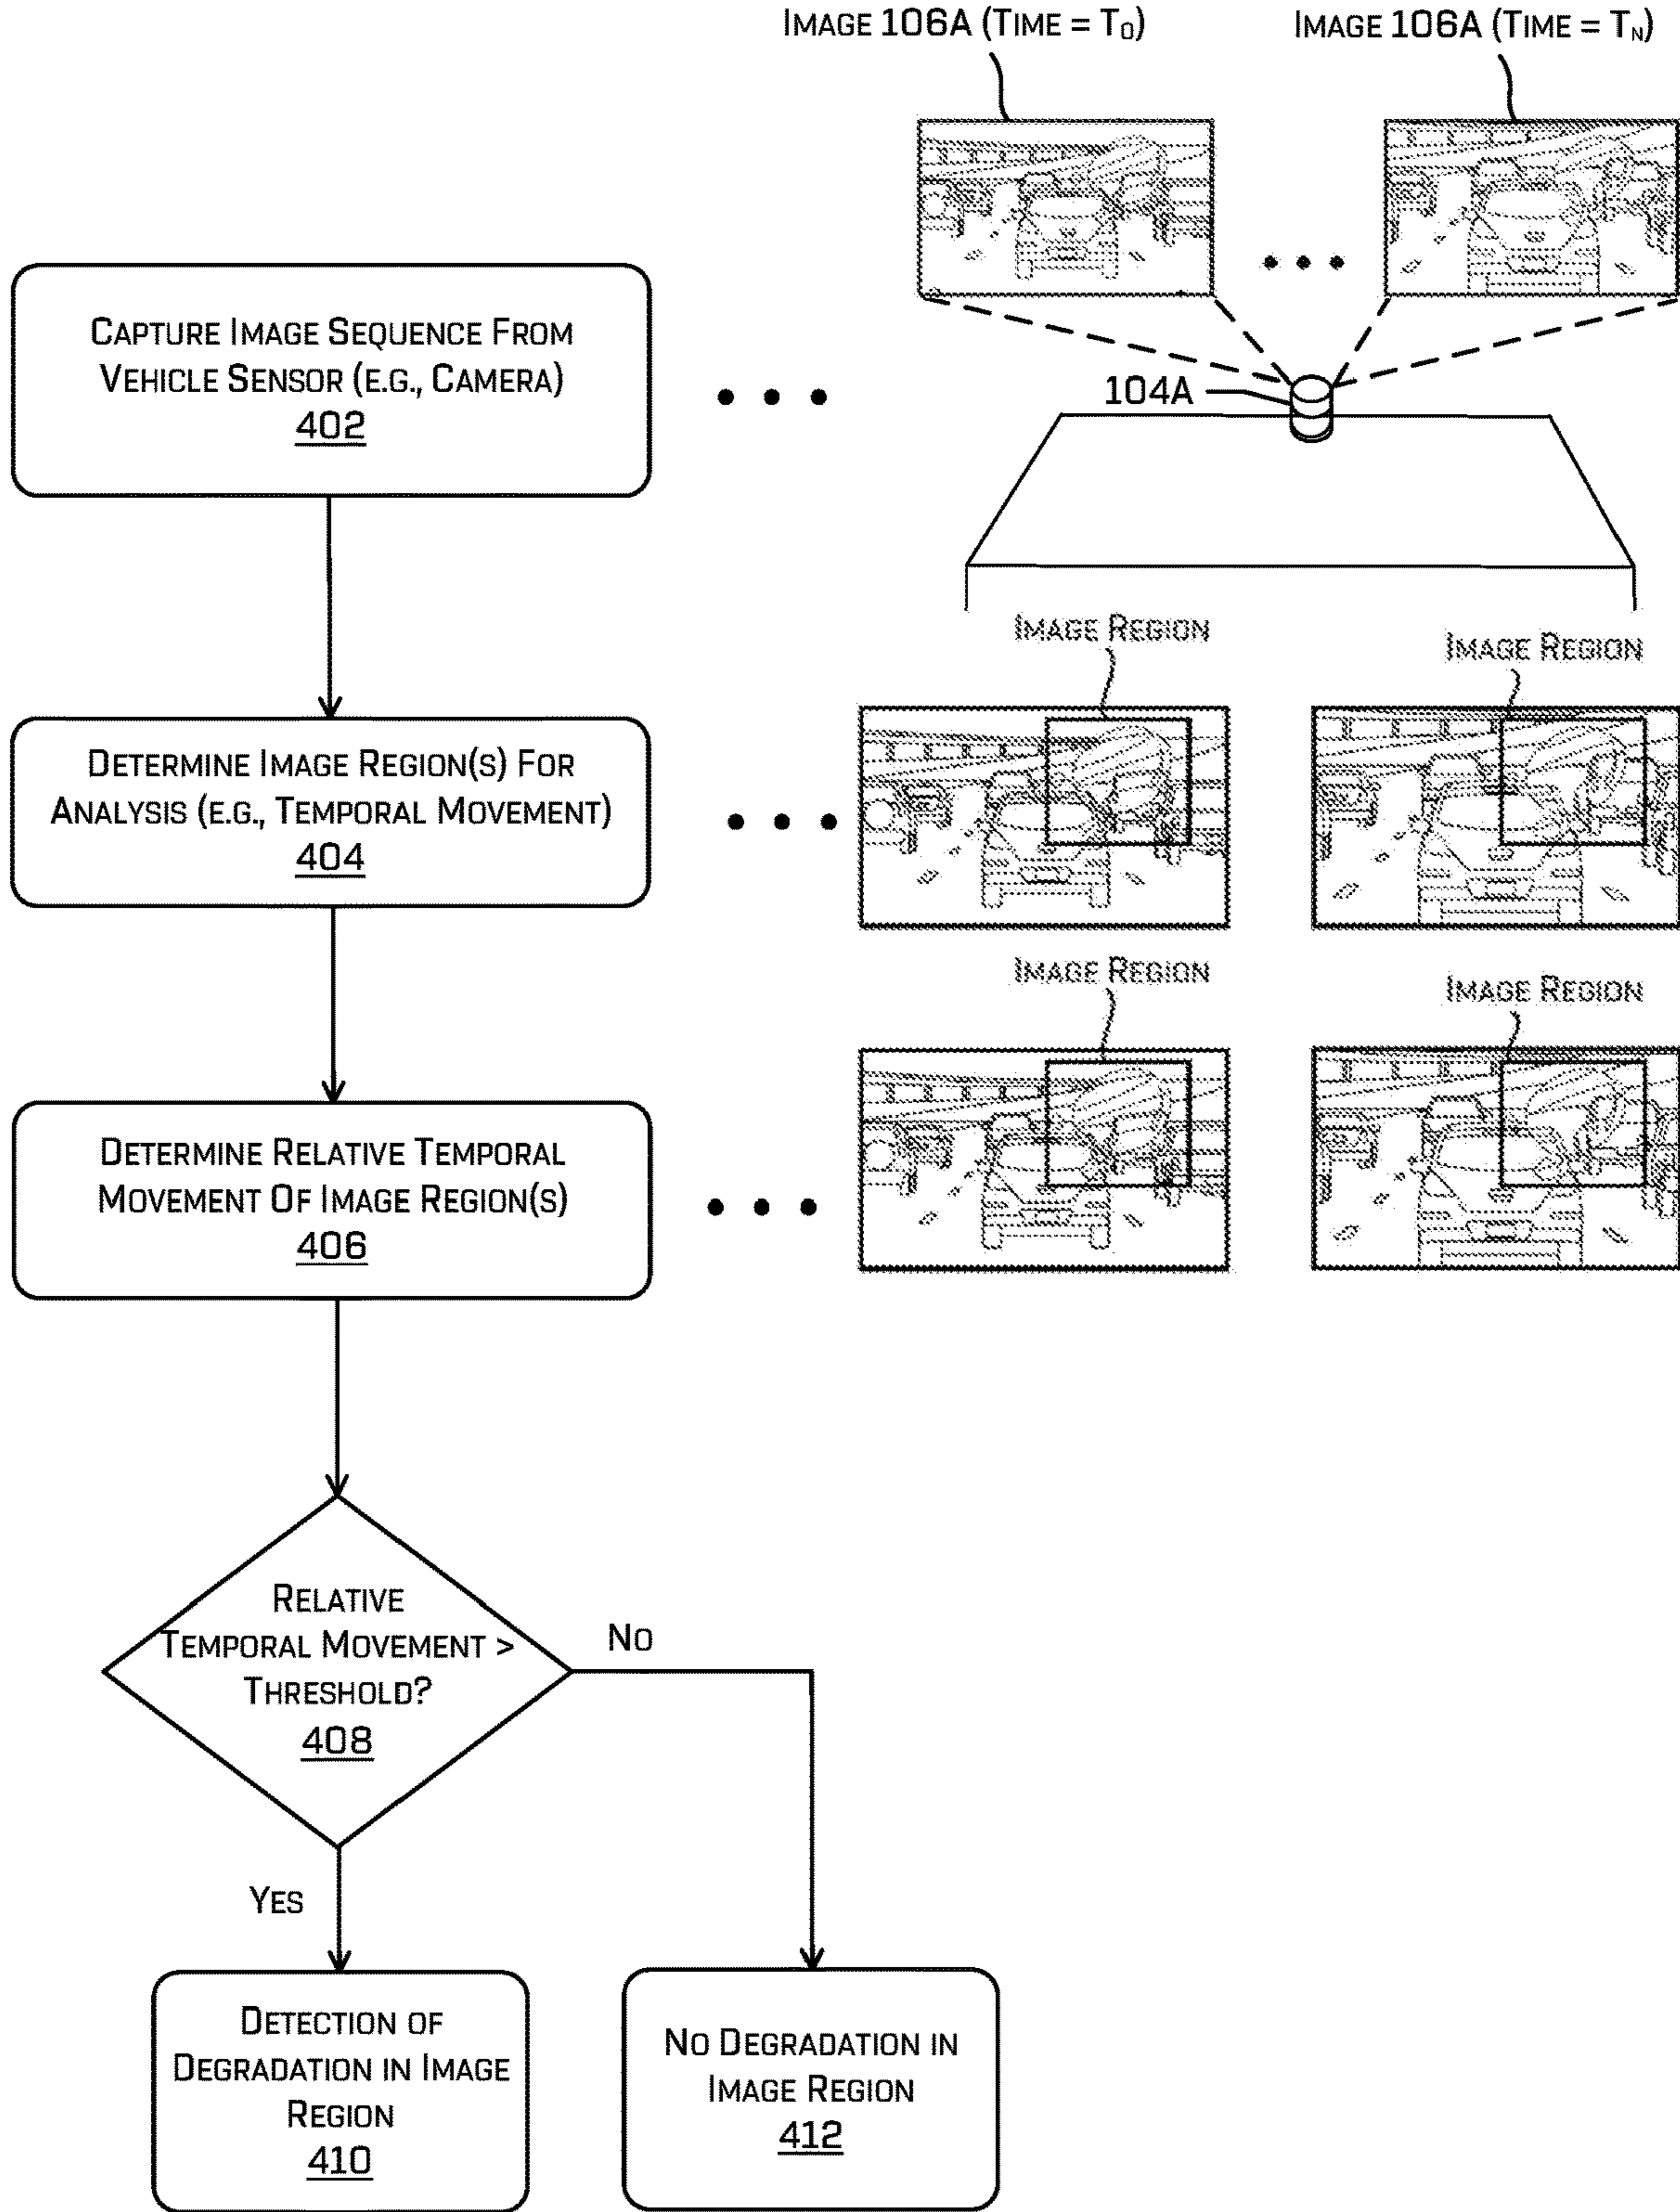 IMAGE 106A (TIME = T0)
IMAGE 106A (TIME = TN)
CAPTURE IMAGE SEQUENCE FROM
VEHICLE SENSOR (E.G., CAMERA)
402
104A
IMAGE REGION
IMAGE REGION
DETERMINE IMAGE REGION(S) FOR
ANALYSIS (E.G., TEMPORAL MOVEMENT)
404
IMAGE REGION
IMAGE REGION
DETERMINE RELATIVE TEMPORAL
MOVEMENT OF IMAGE REGION(S)
406
RELATIVE
TEMPORAL MOVEMENT >
THRESHOLD?
408
NO
YES
DETECTION OF
DEGRADATION IN IMAGE
REGION
410
NO DEGRADATION IN
IMAGE REGION
412